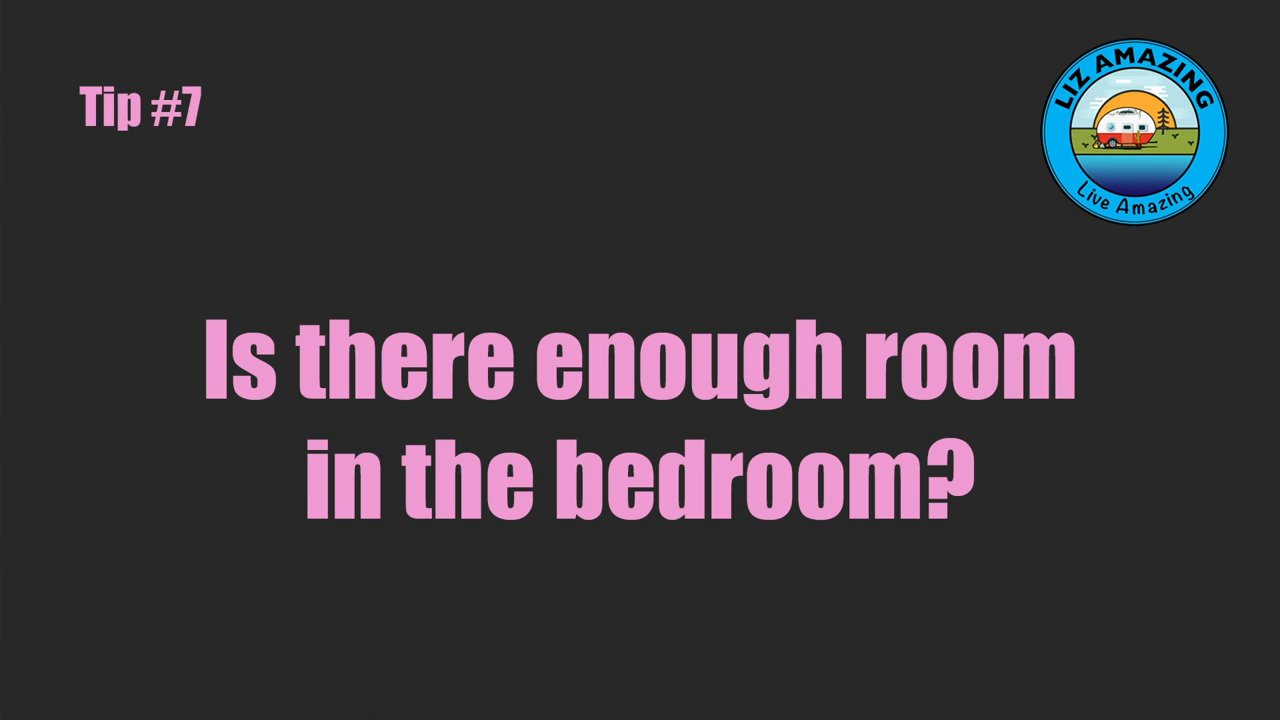 Tip #7
LIZ AMAZING
Live Amazing
Is there enough room
in the bedroom?